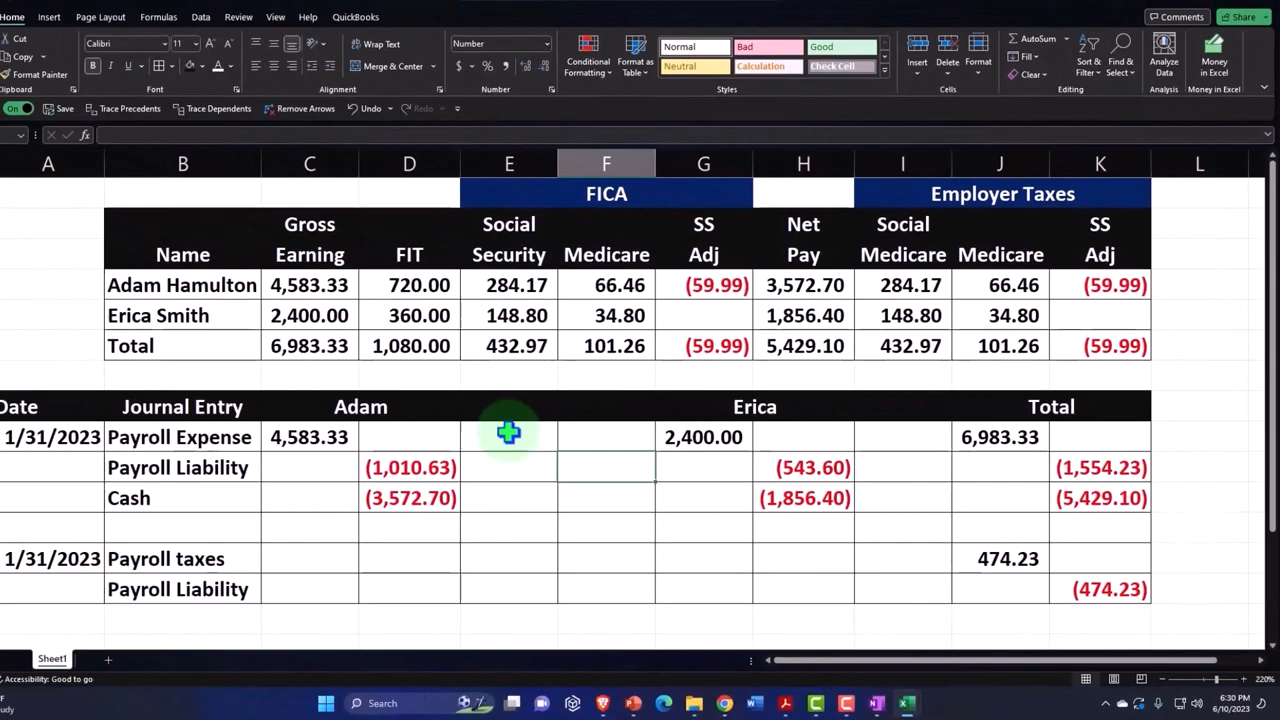 Home Insert Page Layout Formulas Data Review View Help QuickBooks Comments Share
Cut Calibri 11 Wrap Text Number Normal Bad Good AutoSum
Copy Neutral Calculation Check Cell Fill
Format Painter B I U A Merge & Center $ % Conditional Formatting Format as Table Insert Delete Format Clear Sort & Filter Find & Select Analyze Data Money in Excel
Clipboard Font Alignment Number Styles Cells Editing Analysis Money in Excel
On Save Trace Precedents Trace Dependents Remove Arrows Undo Redo
fx
A B C D E F G H I J K L
FICA Employer Taxes
Gross Social SS Net Social SS
Name Earning FIT Security Medicare Adj Pay Medicare Medicare Adj
Adam Hamulton 4,583.33 720.00 284.17 66.46 (59.99) 3,572.70 284.17 66.46 (59.99)
Erica Smith 2,400.00 360.00 148.80 34.80 1,856.40 148.80 34.80
Total 6,983.33 1,080.00 432.97 101.26 (59.99) 5,429.10 432.97 101.26 (59.99)
Date Journal Entry Adam Erica Total
1/31/2023 Payroll Expense 4,583.33 2,400.00 6,983.33
Payroll Liability (1,010.63) (543.60) (1,554.23)
Cash (3,572.70) (1,856.40) (5,429.10)
1/31/2023 Payroll taxes 474.23
Payroll Liability (474.23)
Sheet1
Accessibility: Good to go 220%
Search 6:30 PM
6/10/2023